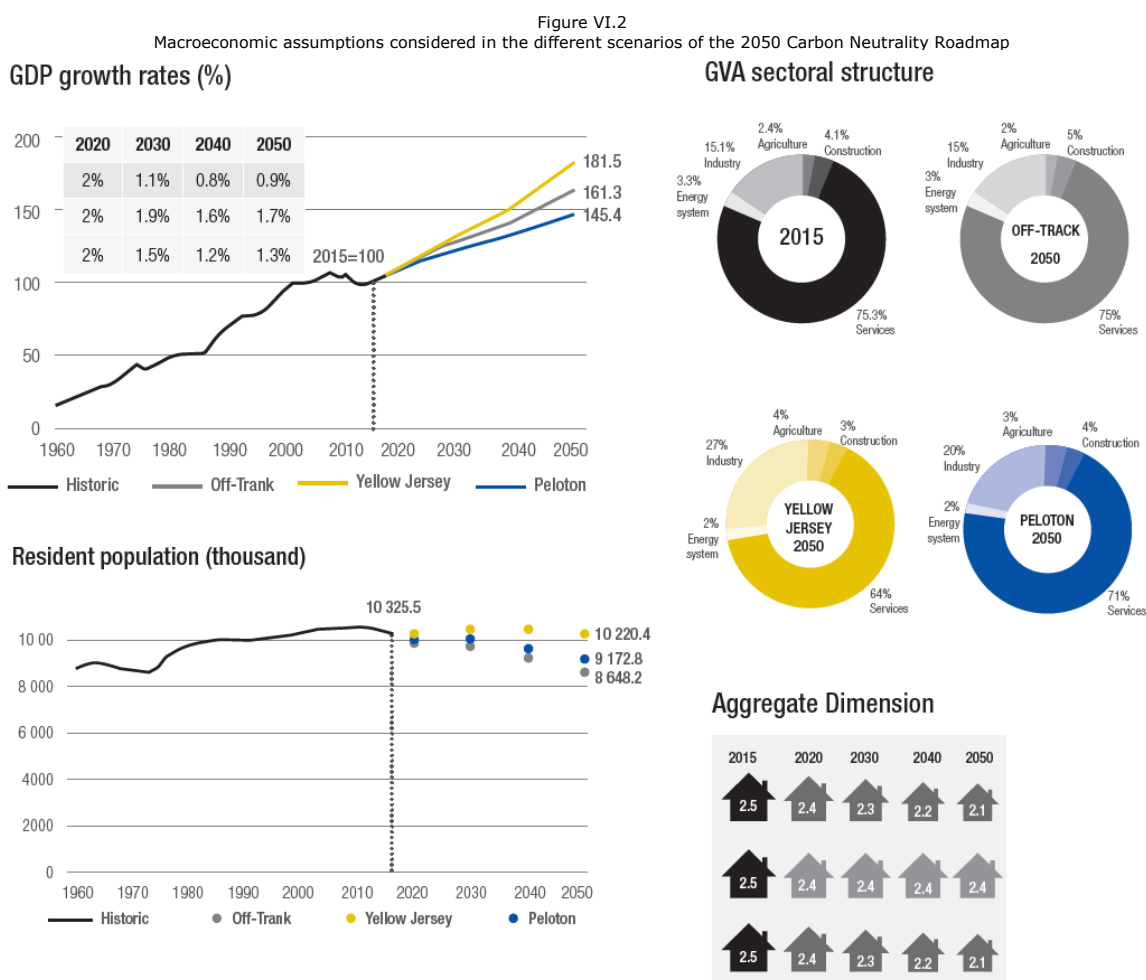 Figure VI.2
Macroeconomic assumptions considered in the different scenarios of the 2050 Carbon Neutrality Roadmap
GDP growth rates (%)
200
150
100
50
0
2020 2030 2040 2050
2% 1.1% 0.8% 0.9%
2% 1.9% 1.6% 1.7%
2% 1.5% 1.2% 1.3%
2015=100
181.5
161.3
145.4
1960 1970 1980 1990 2000 2010 2020 2030 2040 2050
Historic Off-Trank Yellow Jersey Peloton
GVA sectoral structure
2.4%
Agriculture
4.1%
Construction
15.1%
Industry
3.3%
Energy
system
2015
75.3%
Services
2%
Agriculture
5%
Construction
15%
Industry
3%
Energy
system
OFF-TRACK
2050
75%
Services
4%
Agriculture
3%
Construction
27%
Industry
2%
Energy
system
YELLOW
JERSEY
2050
64%
Services
3%
Agriculture
4%
Construction
20%
Industry
2%
Energy
system
PELOTON
2050
71%
Services
Resident population (thousand)
10 325.5
10 00
8 000
6 000
4000
2000
0
10 220.4
9 172.8
8 648.2
1960 1970 1980 1990 2000 2010 2020 2030 2040 2050
Historic Off-Trank Yellow Jersey Peloton
Aggregate Dimension
2015 2020 2030 2040 2050
2.5 2.4 2.3 2.2 2.1
2.5 2.4 2.4 2.4 2.4
2.5 2.4 2.3 2.2 2.1